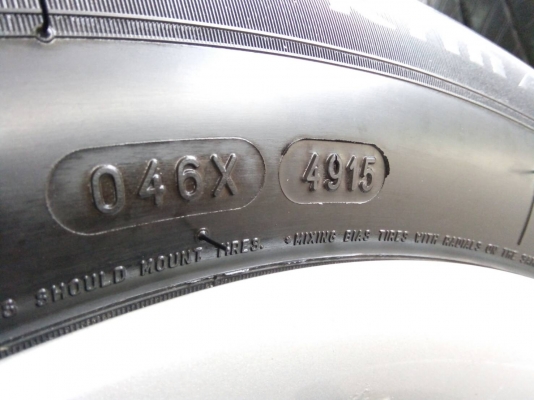 046X 4915
SHOULD MOUNT TIRES. MIXING BIAS TIRES WITH RADIALS ON THE